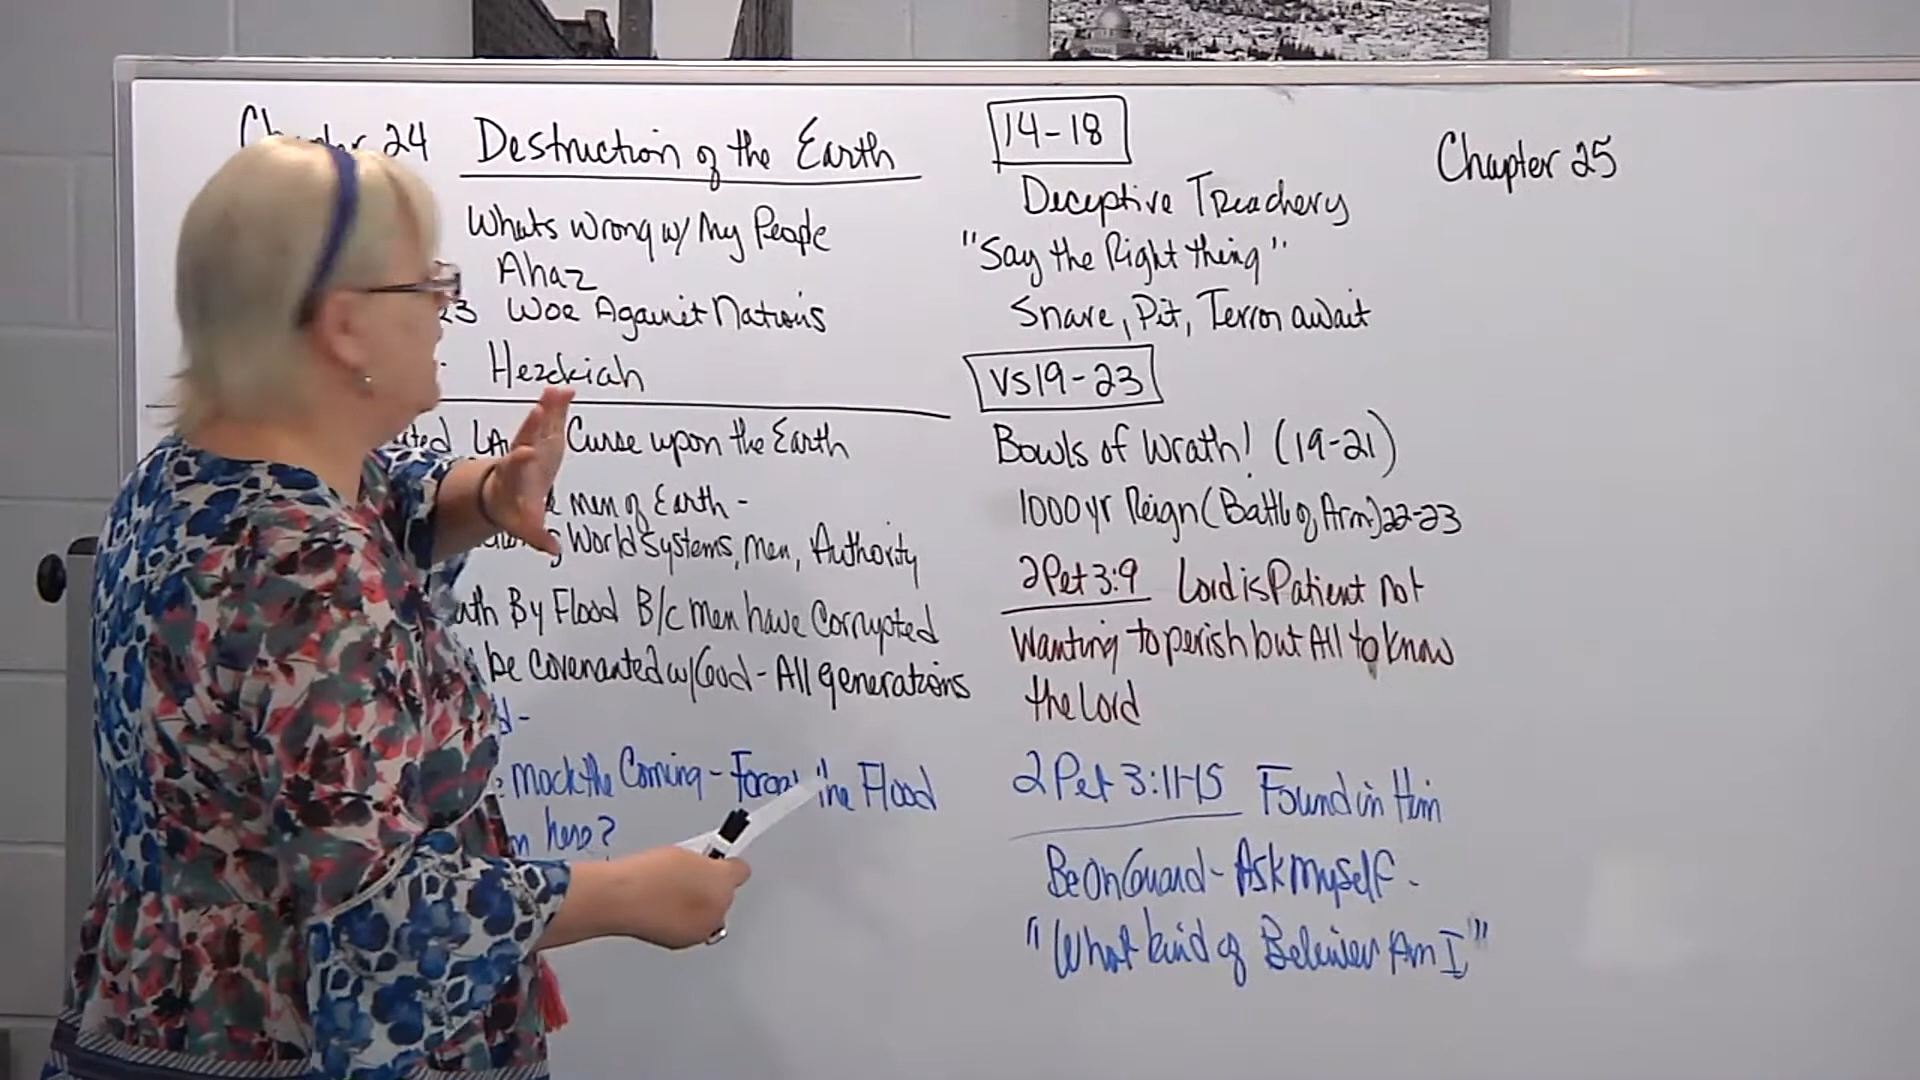 24 Destruction of the Earth
Whats Wrong w/ My People
Ahaz
23 Woe Against Nations
Hezekiah
Curse upon the Earth
men of Earth -
World Systems, Men, Authority
By Flood B/c men have Corrupted
be Covenanted w/ God - All generations
mock the Coming - Forget the Flood
here?
14-18
Deceptive Treachery
"Say the Right thing"
Snare, Pit, Terror await
vs 19-23
Bowls of Wrath! (19-21)
1000 yr Reign (Battle of Arm) 22-23
2 Pet 3:9 Lord is Patient not
Wanting to perish but All to know
the Lord
2 Pet 3:11-15 Found in Him
Be On Guard - Ask Myself -
"What kind of Believer Am I"
Chapter 25